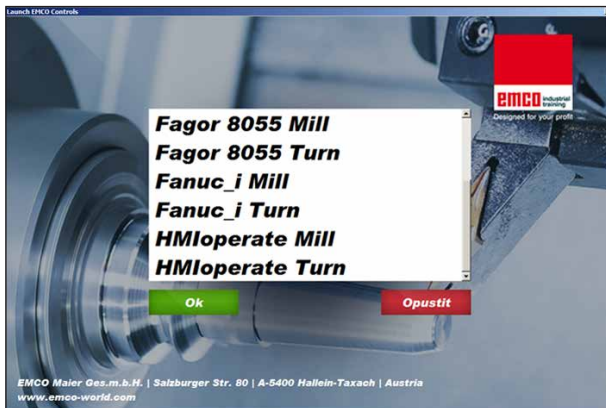 Launch EMCO Controls
emco industrial
training
Designed for your profit
Fagor 8055 Mill
Fagor 8055 Turn
Fanuc_i Mill
Fanuc_i Turn
HMIoperate Mill
HMIoperate Turn
Ok
Opustit
EMCO Maier Ges.m.b.H. | Salzburger Str. 80 | A-5400 Hallein-Taxach | Austria
www.emco-world.com